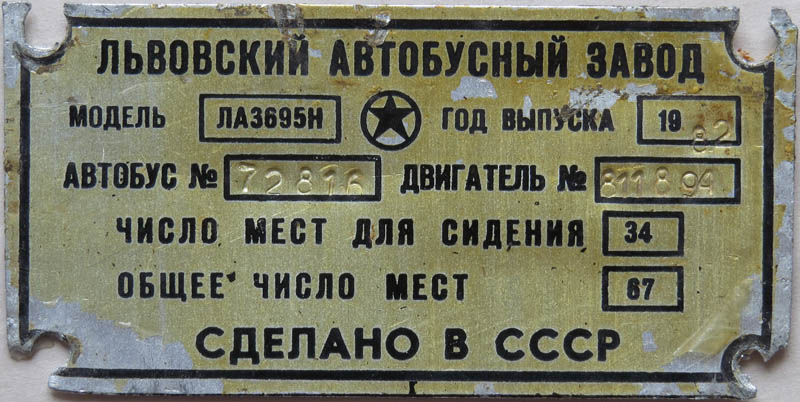 ЛЬВОВСКИЙ АВТОБУСНЫЙ ЗАВОД
МОДЕЛЬ ЛАЗ695Н ГОД ВЫПУСКА 1982
АВТОБУС № 72816 ДВИГАТЕЛЬ № 811894
ЧИСЛО МЕСТ ДЛЯ СИДЕНИЯ 34
ОБЩЕЕ ЧИСЛО МЕСТ 67
СДЕЛАНО В СССР